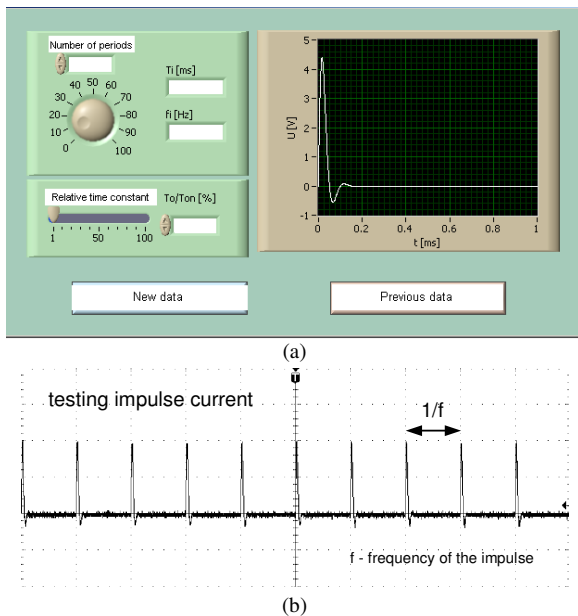 Number of periods
0
10
20
30
40
50
60
70
80
90
100
Ti [ms]
fi [Hz]
Relative time constant
1
50
100
To/Ton [%]
U [V]
5
4
3
2
1
0
-1
0
0.2
0.4
0.6
0.8
1
t [ms]
New data
Previous data
(a)
testing impulse current
T
1/f
f - frequency of the impulse
(b)